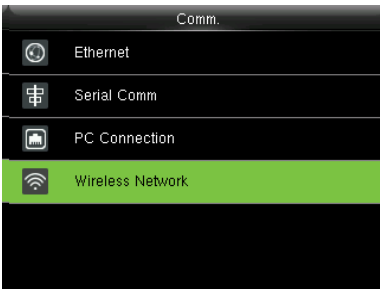 Comm.
Ethernet
Serial Comm
PC Connection
Wireless Network